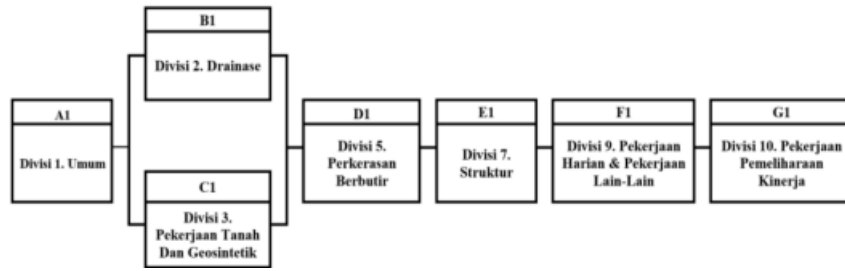 A1
Divisi 1. Umum
B1
Divisi 2. Drainase
C1
Divisi 3.
Pekerjaan Tanah
Dan Geosintetik
D1
Divisi 5.
Perkerasan
Berbutir
E1
Divisi 7.
Struktur
F1
Divisi 9. Pekerjaan
Harian & Pekerjaan
Lain-Lain
G1
Divisi 10. Pekerjaan
Pemeliharaan
Kinerja